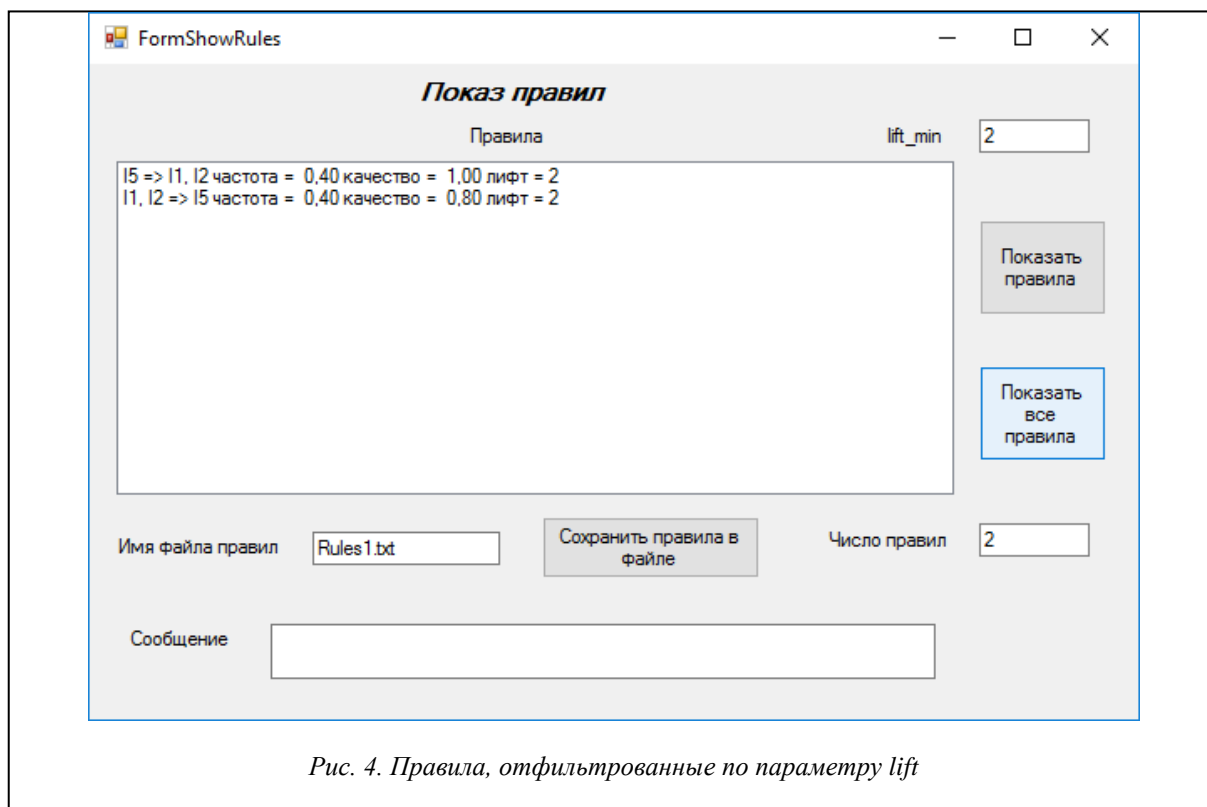 FormShowRules
Показ правил
Правила
lift_min
2
I5 => I1, I2 частота = 0,40 качество = 1,00 лифт = 2
I1, I2 => I5 частота = 0,40 качество = 0,80 лифт = 2
Показать
правила
Показать
все
правила
Имя файла правил
Rules1.txt
Сохранить правила в
файле
Число правил
2
Сообщение
Рис. 4. Правила, отфильтрованные по параметру lift